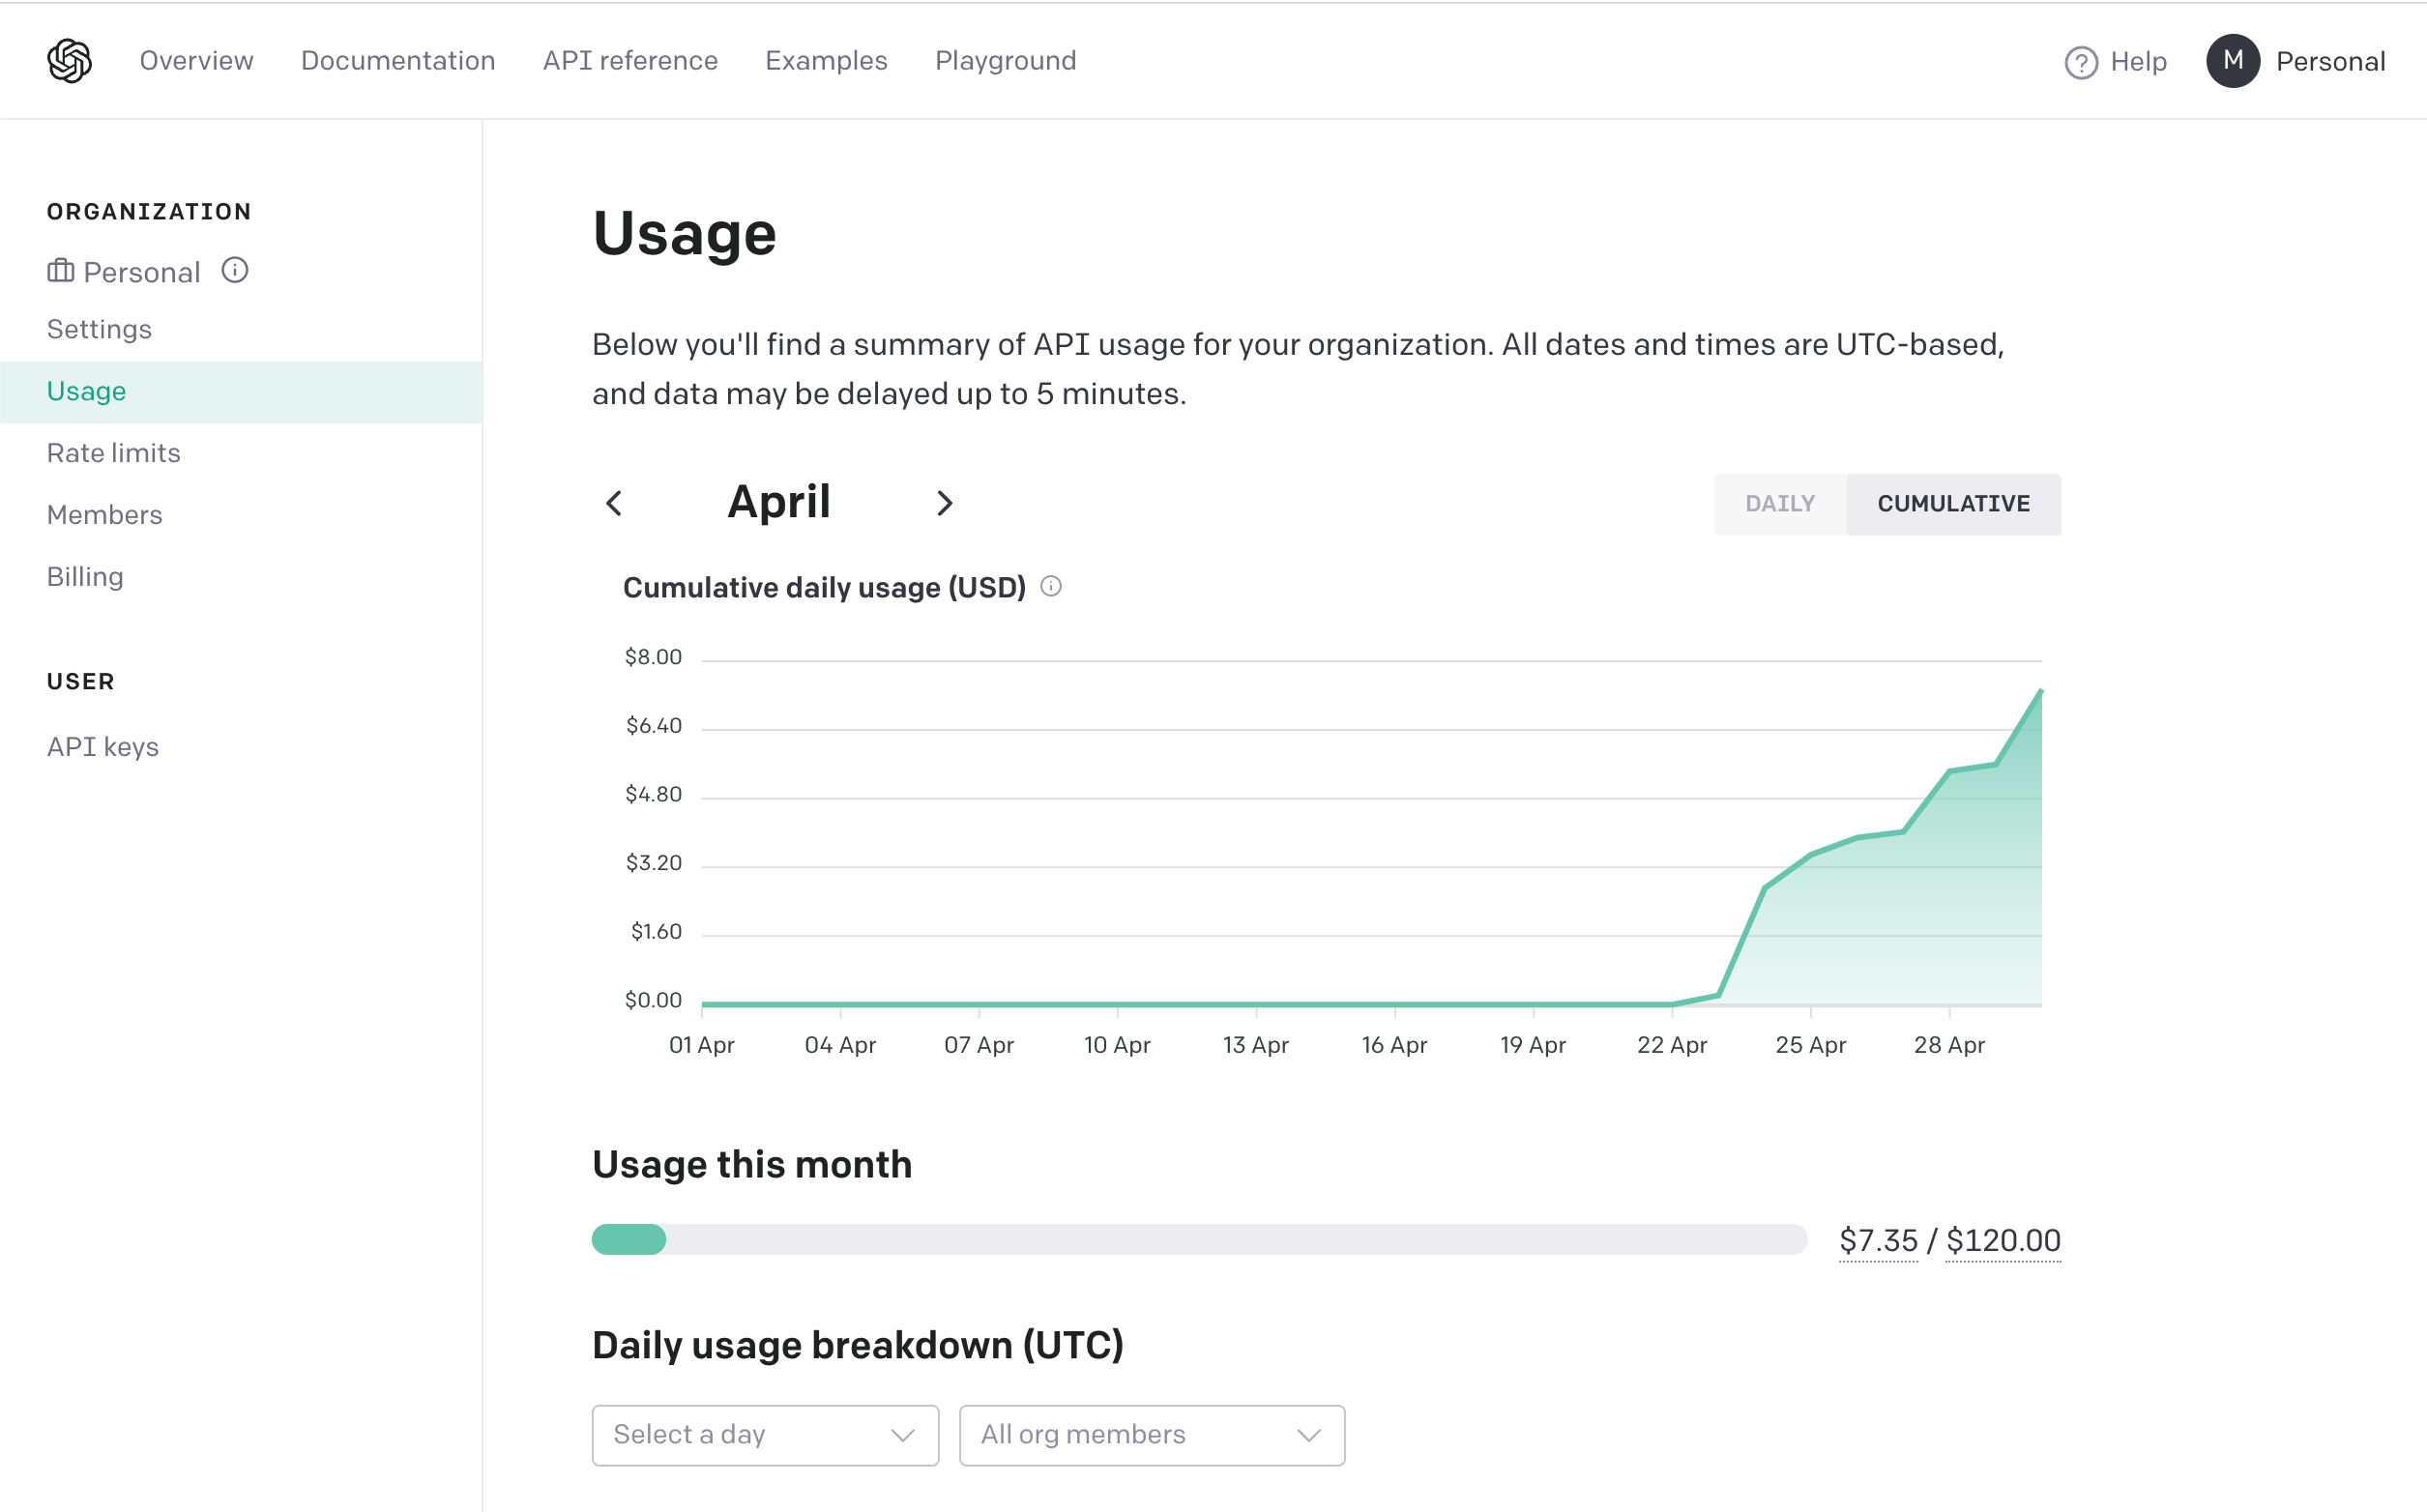 Overview Documentation API reference Examples Playground
Help M Personal
ORGANIZATION
Personal
Settings
Usage
Rate limits
Members
Billing
USER
API keys
Usage
Below you'll find a summary of API usage for your organization. All dates and times are UTC-based,
and data may be delayed up to 5 minutes.
April
DAILY CUMULATIVE
Cumulative daily usage (USD)
$8.00
$6.40
$4.80
$3.20
$1.60
$0.00
01 Apr 04 Apr 07 Apr 10 Apr 13 Apr 16 Apr 19 Apr 22 Apr 25 Apr 28 Apr
Usage this month
$7.35 / $120.00
Daily usage breakdown (UTC)
Select a day All org members